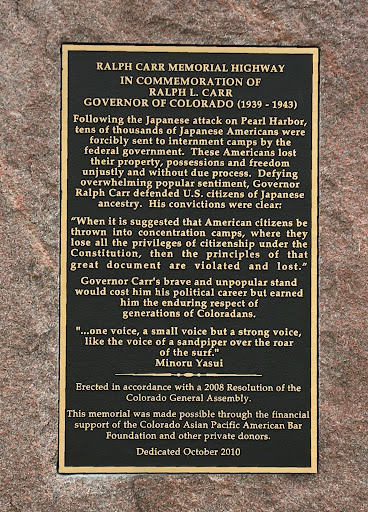 RALPH CARR MEMORIAL HIGHWAY
IN COMMEMORATION OF
RALPH L. CARR
GOVERNOR OF COLORADO (1939 - 1943)
Following the Japanese attack on Pearl Harbor,
tens of thousands of Japanese Americans were
forcibly sent to internment camps by the
federal government. These Americans lost
their property, possessions and freedom
unjustly and without due process. Defying
overwhelming popular sentiment, Governor
Ralph Carr defended U.S. citizens of Japanese
ancestry. His convictions were clear:
"When it is suggested that American citizens be
thrown into concentration camps, where they
lose all the privileges of citizenship under the
Constitution, then the principles of that
great document are violated and lost."
Governor Carr's brave and unpopular stand
would cost him his political career but earned
him the enduring respect of
generations of Coloradans.
"...one voice, a small voice but a strong voice,
like the voice of a sandpiper over the roar
of the surf."
Minoru Yasui
Erected in accordance with a 2008 Resolution of the
Colorado General Assembly.
This memorial was made possible through the financial
support of the Colorado Asian Pacific American Bar
Foundation and other private donors.
Dedicated October 2010